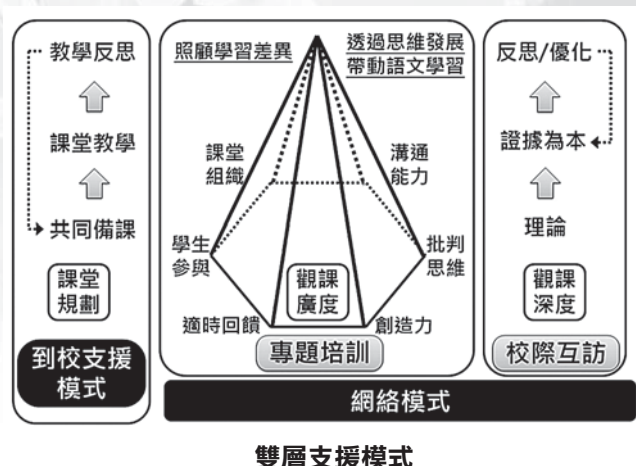 教學反思
課堂教學
共同備課
課堂
規劃
到校支援
模式
照顧學習差異
透過思維發展
帶動語文學習
課堂
組織
溝通
能力
學生
參與
批判
思維
適時回饋
觀課
廣度
創造力
專題培訓
反思/優化
證據為本
理論
觀課
深度
校際互訪
網絡模式
雙層支援模式